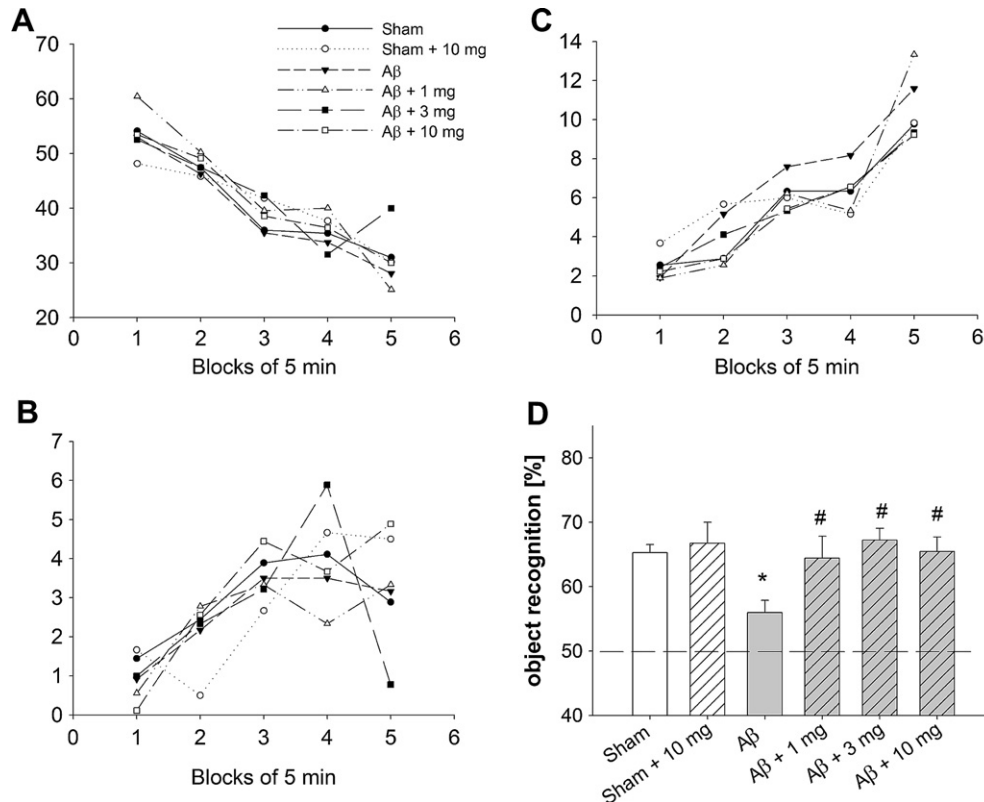 A
70
60
50
40
30
20
0 1 2 3 4 5 6
Blocks of 5 min
Sham
Sham + 10 mg
Aβ
Aβ + 1 mg
Aβ + 3 mg
Aβ + 10 mg
C
14
12
10
8
6
4
2
0
0 1 2 3 4 5 6
Blocks of 5 min
B
7
6
5
4
3
2
1
0
0 1 2 3 4 5 6
Blocks of 5 min
D
object recognition [%]
80
70
60
50
40
*
#
#
#
Sham
Sham + 10 mg
Aβ
Aβ + 1 mg
Aβ + 3 mg
Aβ + 10 mg